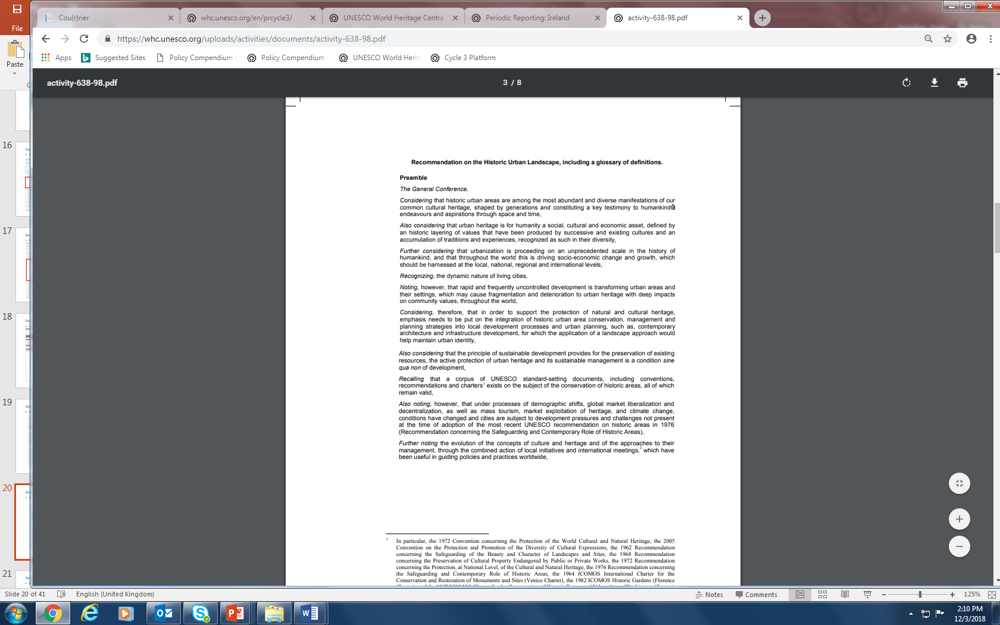 File
Paste
Cou(r)rier
whc.unesco.org/en/prcycle3/
UNESCO World Heritage Centre
Periodic Reporting: Ireland
activity-638-98.pdf
https://whc.unesco.org/uploads/activities/documents/activity-638-98.pdf
Apps
Suggested Sites
Policy Compendium
Policy Compendium
UNESCO World Herit
Cycle 3 Platform
activity-638-98.pdf
3 / 8
16
17
18
19
20
21
Recommendation on the Historic Urban Landscape, including a glossary of definitions.
Preamble
The General Conference,
Considering that historic urban areas are among the most abundant and diverse manifestations of our
common cultural heritage, shaped by generations and constituting a key testimony to humankind's
endeavours and aspirations through space and time,
Also considering that urban heritage is for humanity a social, cultural and economic asset, defined by
an historic layering of values that have been produced by successive and existing cultures and an
accumulation of traditions and experiences, recognized as such in their diversity,
Further considering that urbanization is proceeding on an unprecedented scale in the history of
humankind, and that throughout the world this is driving socio-economic change and growth, which
should be harnessed at the local, national, regional and international levels,
Recognizing, the dynamic nature of living cities,
Noting, however, that rapid and frequently uncontrolled development is transforming urban areas and
their settings, which may cause fragmentation and deterioration to urban heritage with deep impacts
on community values, throughout the world,
Considering, therefore, that in order to support the protection of natural and cultural heritage,
emphasis needs to be put on the integration of historic urban area conservation, management and
planning strategies into local development processes and urban planning, such as, contemporary
architecture and infrastructure development, for which the application of a landscape approach would
help maintain urban identity,
Also considering that the principle of sustainable development provides for the preservation of existing
resources, the active protection of urban heritage and its sustainable management is a condition sine
qua non of development,
Recalling that a corpus of UNESCO standard-setting documents, including conventions,
recommendations and charters1 exists on the subject of the conservation of historic areas, all of which
remain valid,
Also noting, however, that under processes of demographic shifts, global market liberalization and
decentralization, as well as mass tourism, market exploitation of heritage, and climate change,
conditions have changed and cities are subject to development pressures and challenges not present
at the time of adoption of the most recent UNESCO recommendation on historic areas in 1976
(Recommendation concerning the Safeguarding and Contemporary Role of Historic Areas),
Further noting the evolution of the concepts of culture and heritage and of the approaches to their
management, through the combined action of local initiatives and international meetings,2 which have
been useful in guiding policies and practices worldwide,
1 In particular, the 1972 Convention concerning the Protection of the World Cultural and Natural Heritage, the 2005
Convention on the Protection and Promotion of the Diversity of Cultural Expressions, the 1962 Recommendation
concerning the Safeguarding of the Beauty and Character of Landscapes and Sites, the 1968 Recommendation
concerning the Preservation of Cultural Property Endangered by Public or Private Works, the 1972 Recommendation
concerning the Protection, at National Level, of the Cultural and Natural Heritage, the 1976 Recommendation concerning
the Safeguarding and Contemporary Role of Historic Areas, the 1964 ICOMOS International Charter for the
Conservation and Restoration of Monuments and Sites (Venice Charter), the 1982 ICOMOS Historic Gardens (Florence
Slide 20 of 41
English (United Kingdom)
Notes
Comments
125%
2:10 PM
12/3/2018